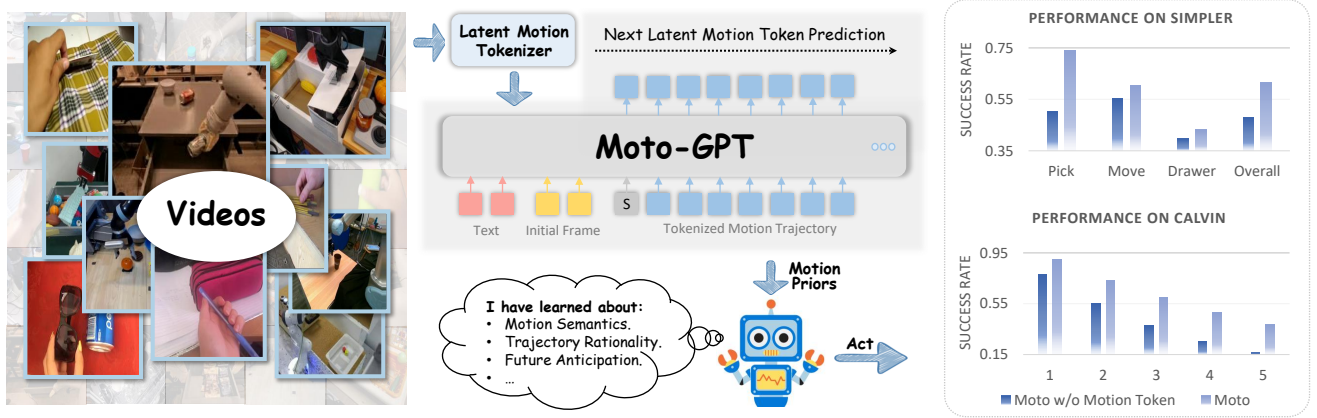 Videos
Latent Motion
Tokenizer
Next Latent Motion Token Prediction
Moto-GPT
S
Text
Initial Frame
Tokenized Motion Trajectory
Motion
Priors
I have learned about:
• Motion Semantics.
• Trajectory Rationality.
• Future Anticipation.
• ...
Act
PERFORMANCE ON SIMPLER
SUCCESS RATE
0.75
0.55
0.35
Pick
Move
Drawer
Overall
PERFORMANCE ON CALVIN
SUCCESS RATE
0.95
0.55
0.15
1
2
3
4
5
Moto w/o Motion Token
Moto